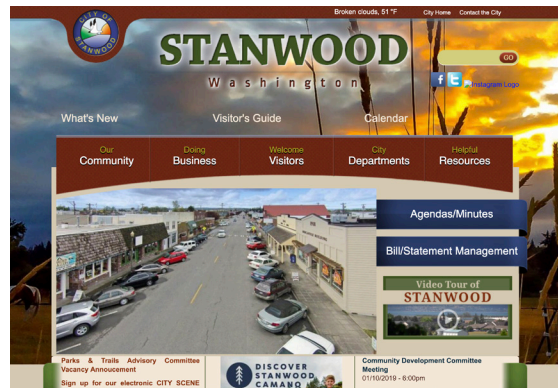 Broken clouds, 51 °F
City Home
Contact the City
CITY OF
STANWOOD
STANWOOD
Washington
GO
Instagram Logo
What's New
Visitor's Guide
Calendar
Our
Community
Doing
Business
Welcome
Visitors
City
Departments
Helpful
Resources
Agendas/Minutes
Bill/Statement Management
Video Tour of
STANWOOD
Parks & Trails Advisory Committee
Vacancy Annoucement
Sign up for our electronic CITY SCENE
DISCOVER
STANWOOD
CAMANO
Community Development Committee
Meeting
01/10/2019 - 6:00pm